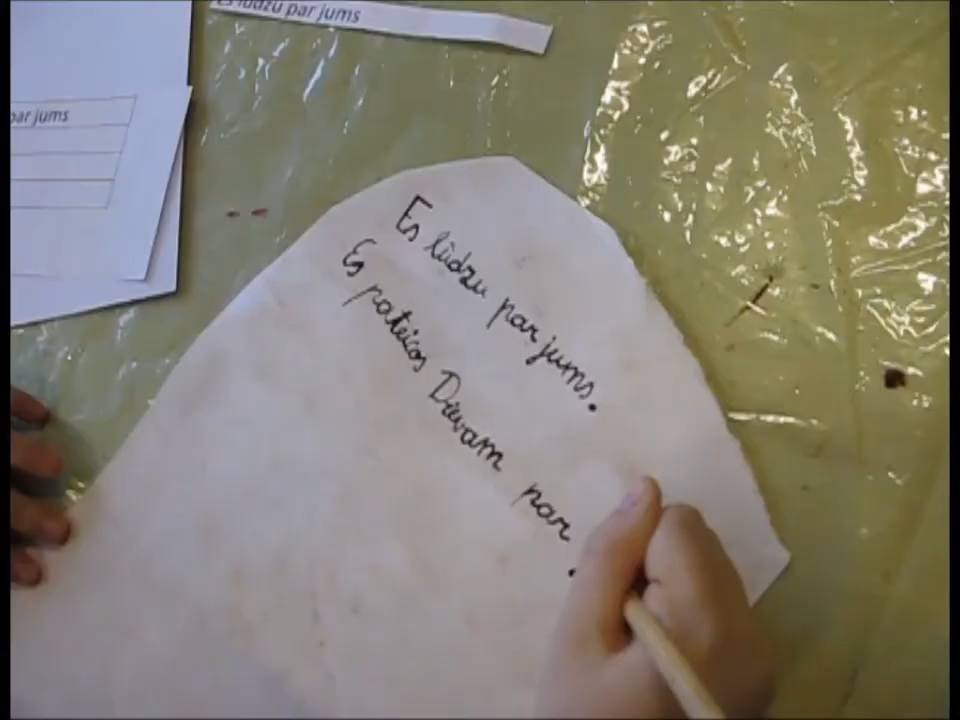 Es lūdzu par jums
par jums
Es lūdzu par jums.
Es pateicos Dievam par